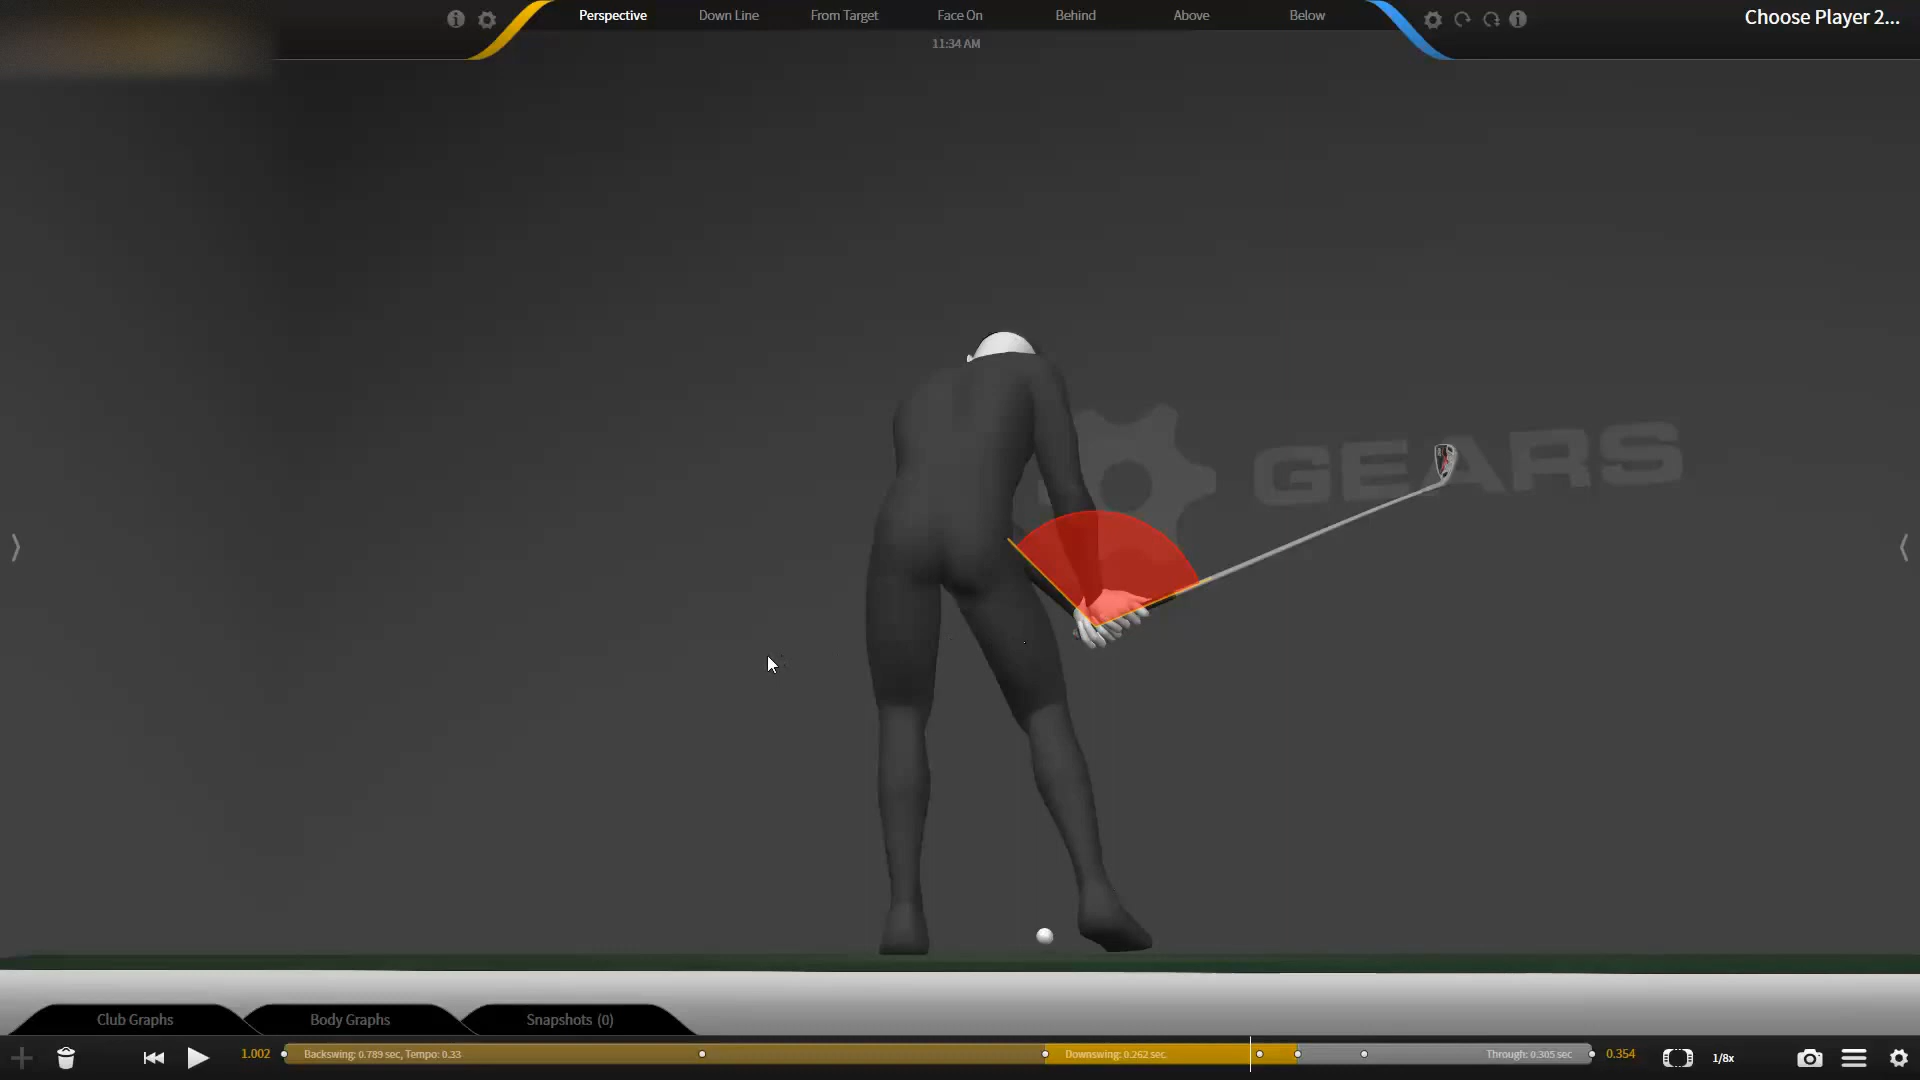 Perspective Down Line From Target Face On Behind Above Below
Choose Player 2...
11:34 AM
GEARS
Club Graphs Body Graphs Snapshots (0)
1.002 Backswing: 0.789 sec, Tempo: 0.33 Downswing: 0.262 sec. Through: 0.305 sec 0.354 1/8x